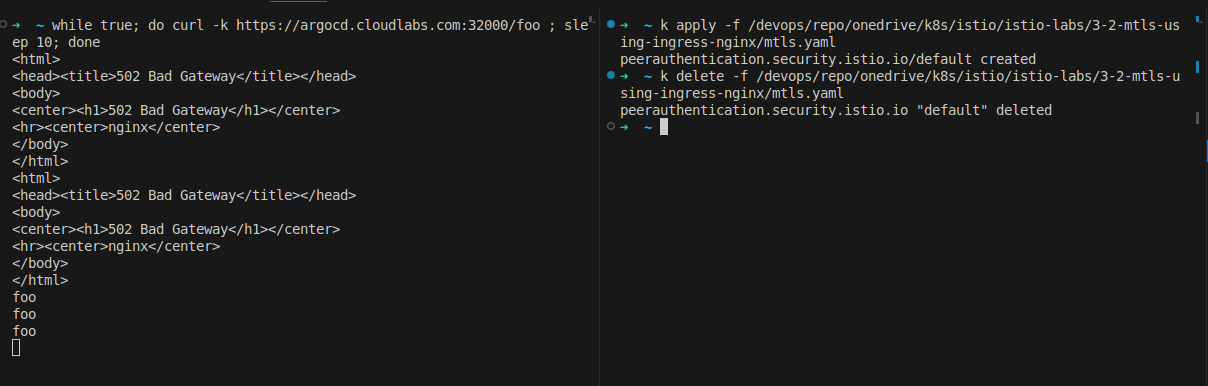 ➜  ~ while true; do curl -k https://argocd.cloudlabs.com:32000/foo ; sle
ep 10; done
<html>
<head><title>502 Bad Gateway</title></head>
<body>
<center><h1>502 Bad Gateway</h1></center>
<hr><center>nginx</center>
</body>
</html>
<html>
<head><title>502 Bad Gateway</title></head>
<body>
<center><h1>502 Bad Gateway</h1></center>
<hr><center>nginx</center>
</body>
</html>
foo
foo
foo
➜  ~ k apply -f /devops/repo/onedrive/k8s/istio/istio-labs/3-2-mtls-us
ing-ingress-nginx/mtls.yaml
peerauthentication.security.istio.io/default created
➜  ~ k delete -f /devops/repo/onedrive/k8s/istio/istio-labs/3-2-mtls-u
sing-ingress-nginx/mtls.yaml
peerauthentication.security.istio.io "default" deleted
➜  ~